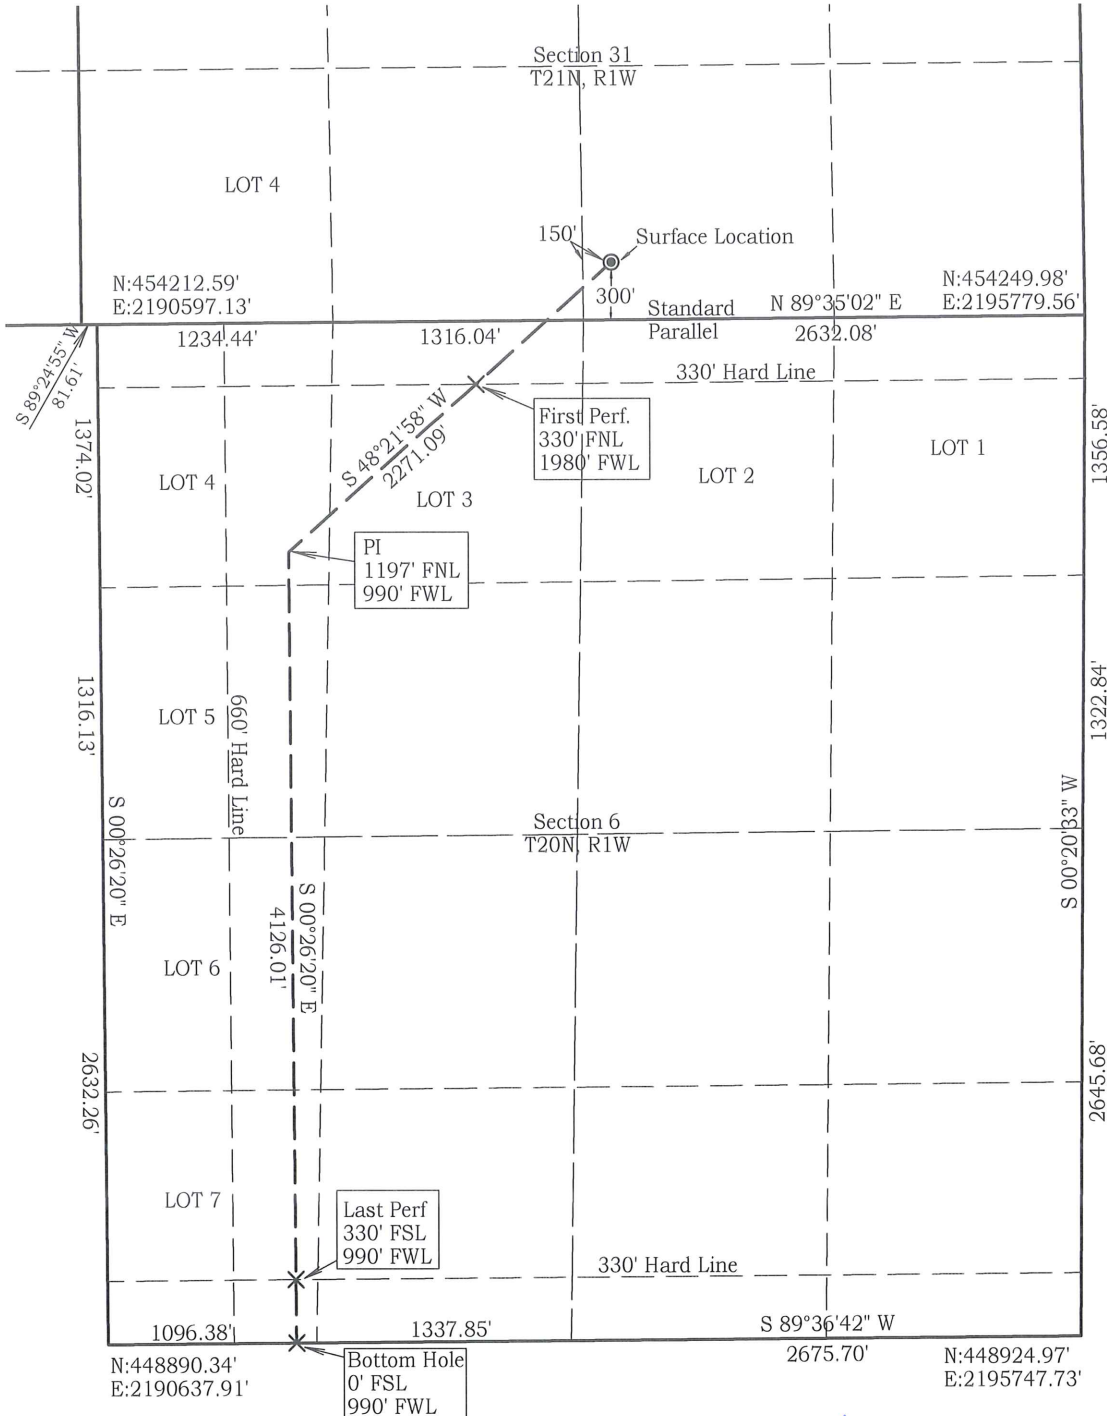 Section 31
T21N, R1W
LOT 4
150'
Surface Location
300'
N:454212.59'
E:2190597.13'
N:454249.98'
E:2195779.56'
Standard
Parallel
N 89°35'02" E
1234.44'
1316.04'
2632.08'
S 89°24'55" W
81.61'
330' Hard Line
First Perf.
330' FNL
1980' FWL
S 48°21'58" W
2271.09'
1374.02'
1356.58'
LOT 4
LOT 3
LOT 2
LOT 1
PI
1197' FNL
990' FWL
1316.13'
1322.84'
LOT 5
660' Hard Line
Section 6
T20N, R1W
S 00°26'20" E
S 00°20'33" W
S 00°26'20" E
4126.01'
LOT 6
2632.26'
2645.68'
LOT 7
Last Perf
330' FSL
990' FWL
330' Hard Line
1096.38'
1337.85'
S 89°36'42" W
2675.70'
N:448890.34'
E:2190637.91'
Bottom Hole
0' FSL
990' FWL
N:448924.97'
E:2195747.73'